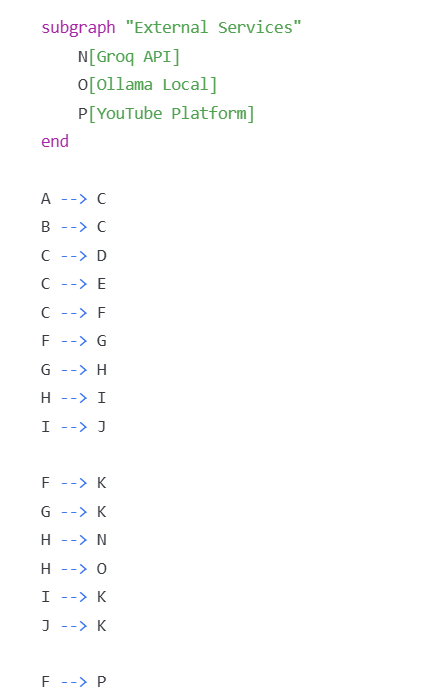 subgraph "External Services"
N[Groq API]
O[Ollama Local]
P[YouTube Platform]
end
A --> C
B --> C
C --> D
C --> E
C --> F
F --> G
G --> H
H --> I
I --> J
F --> K
G --> K
H --> N
H --> O
I --> K
J --> K
F --> P